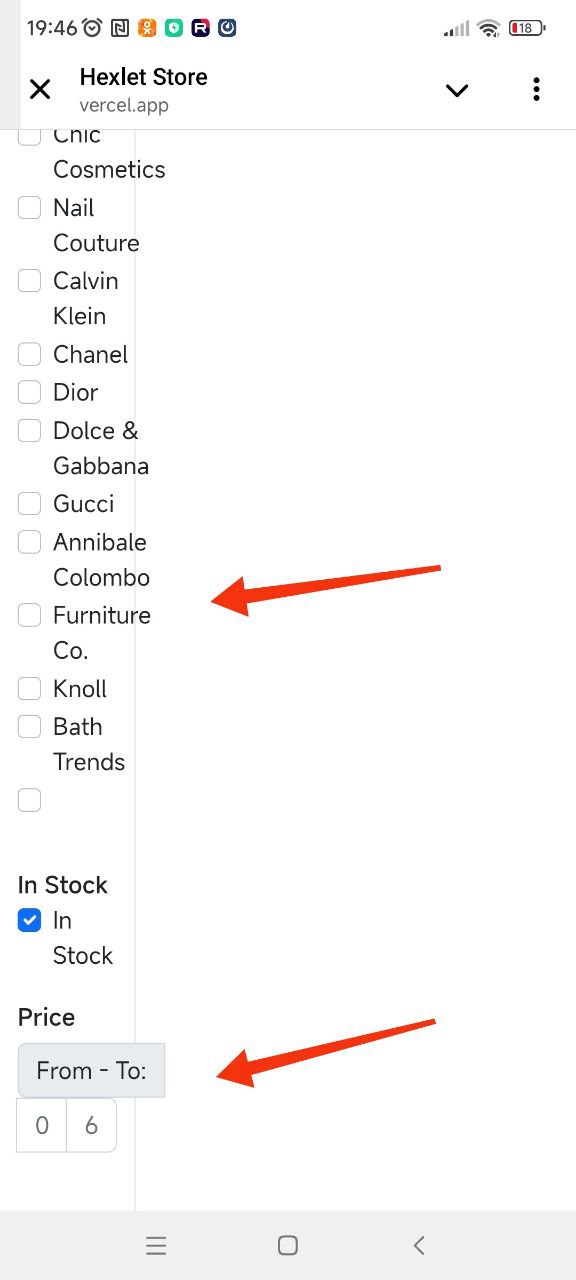 19:46
18
Hexlet Store
vercel.app
Chic
Cosmetics
Nail
Couture
Calvin
Klein
Chanel
Dior
Dolce &
Gabbana
Gucci
Annibale
Colombo
Furniture
Co.
Knoll
Bath
Trends
In Stock
In
Stock
Price
From - To:
0 6